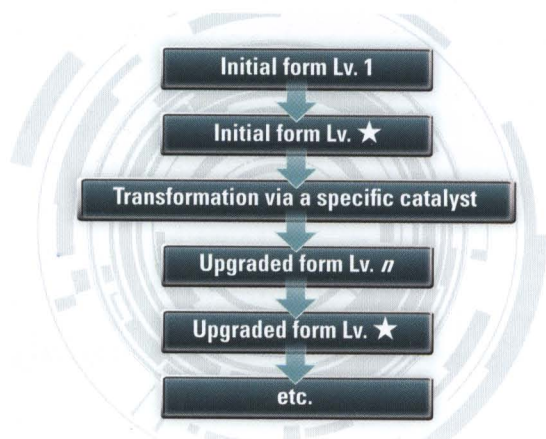 Initial form Lv. 1
Initial form Lv. ★
Transformation via a specific catalyst
Upgraded form Lv. n
Upgraded form Lv. ★
etc.